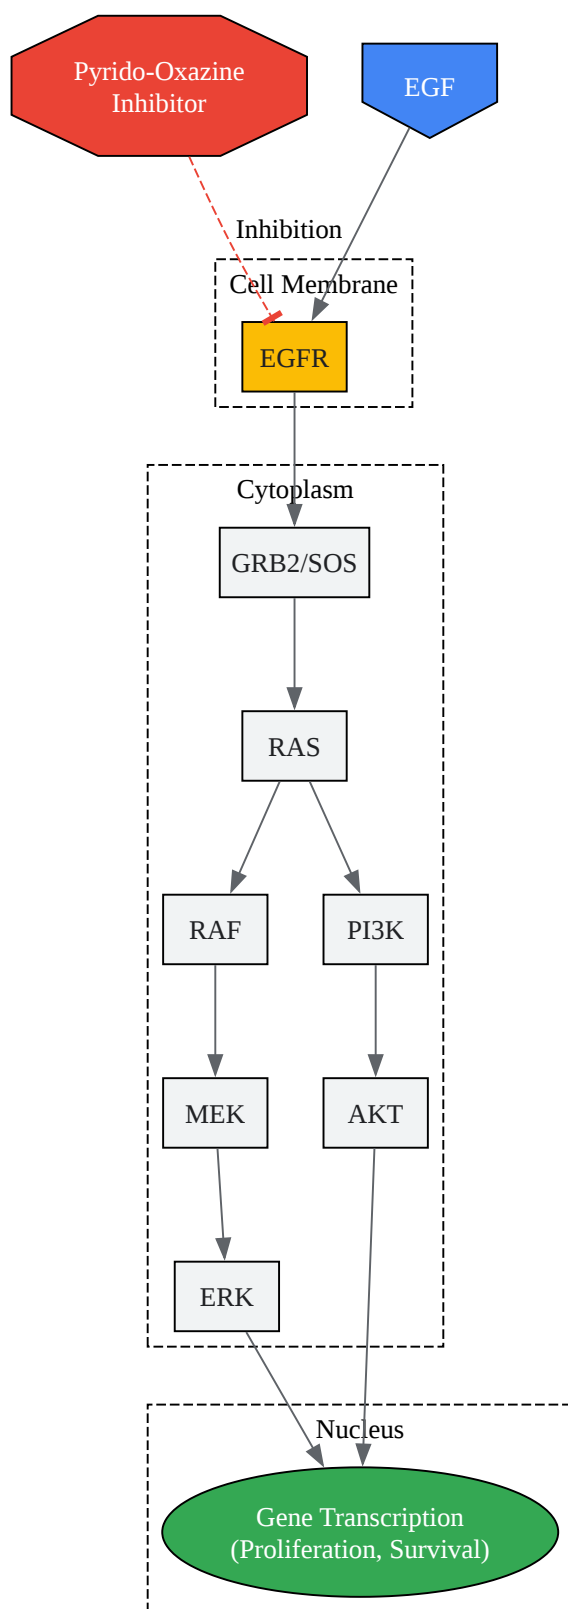 Pyrido-Oxazine
Inhibitor
EGF
Inhibition
Cell Membrane
EGFR
Cytoplasm
GRB2/SOS
RAS
RAF
PI3K
MEK
AKT
ERK
Nucleus
Gene Transcription
(Proliferation, Survival)